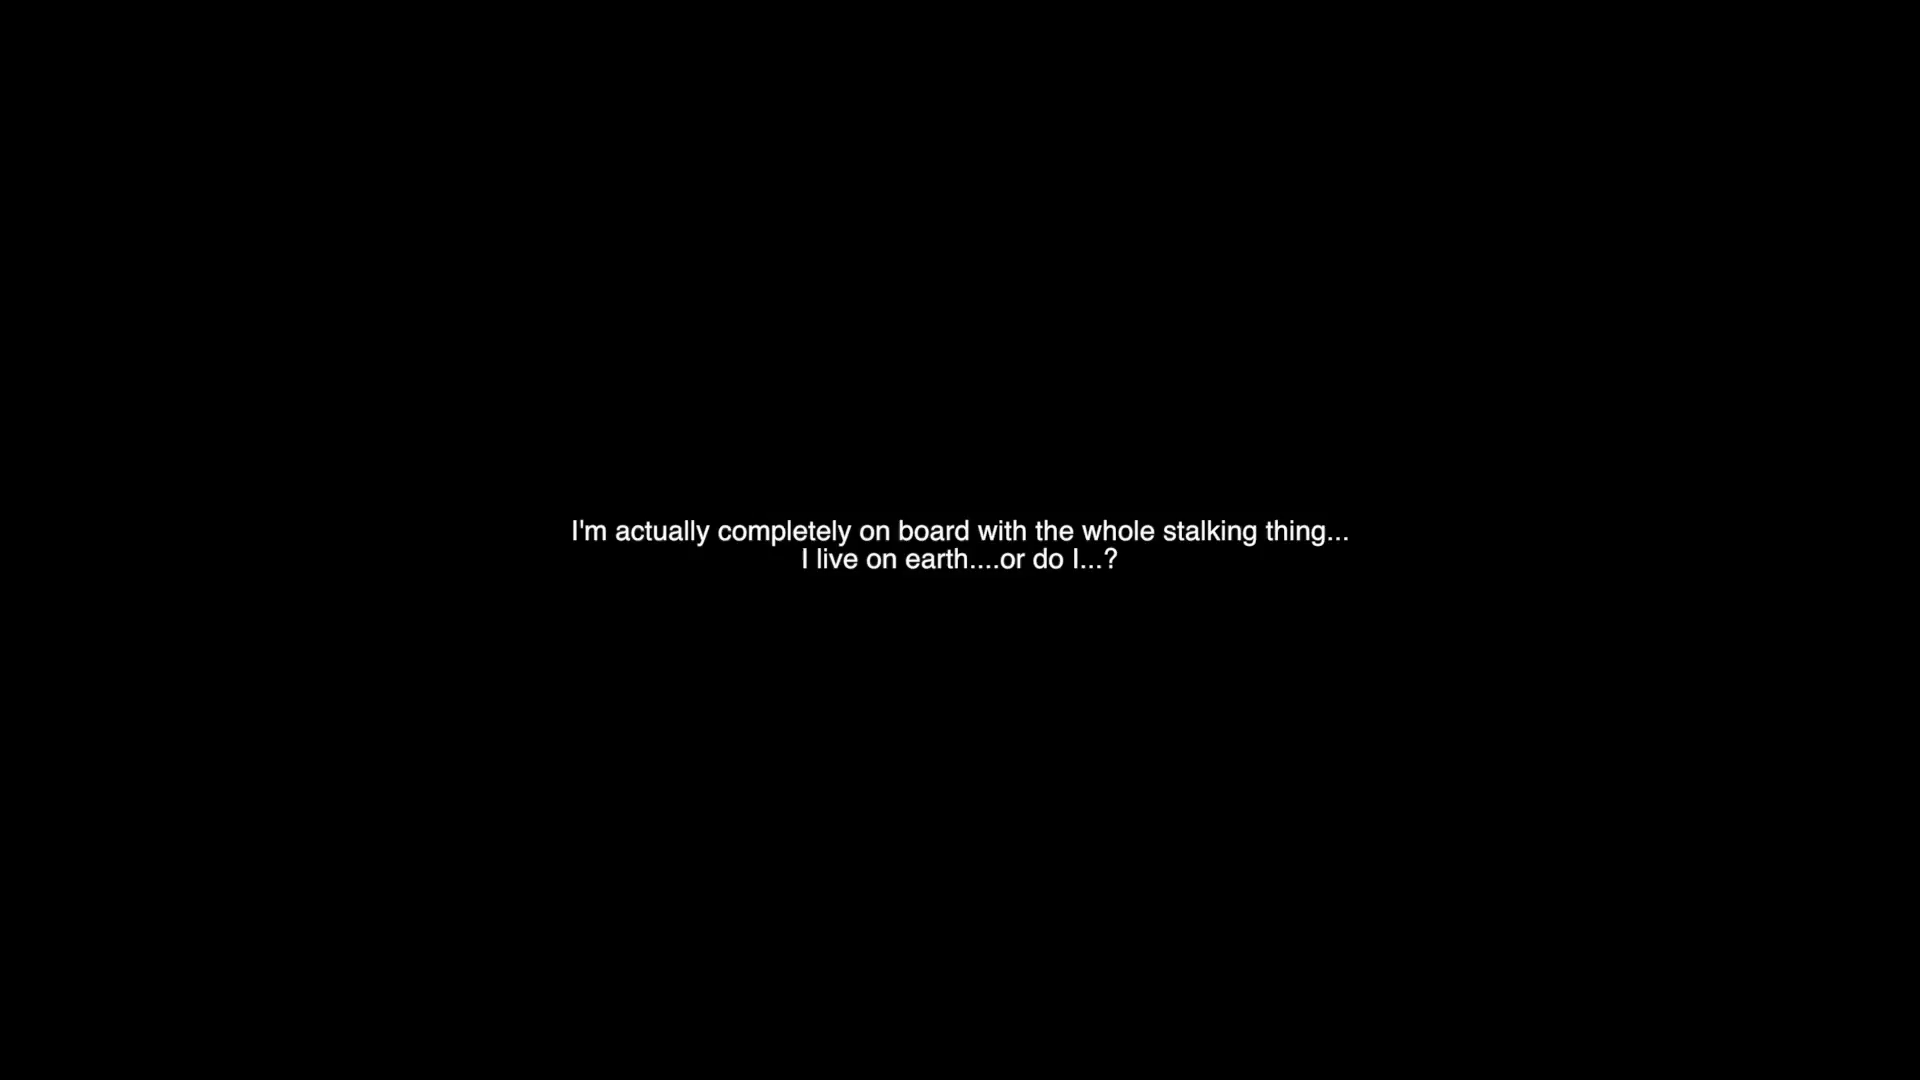 I'm actually completely on board with the whole stalking thing...
I live on earth....or do I...?